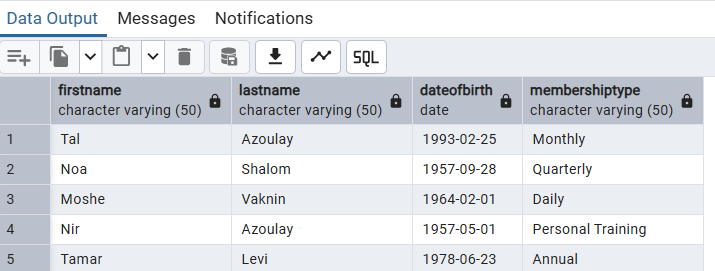 Data Output Messages Notifications
SQL
firstname lastname dateofbirth membershiptype
character varying (50) character varying (50) date character varying (50)
1 Tal Azoulay 1993-02-25 Monthly
2 Noa Shalom 1957-09-28 Quarterly
3 Moshe Vaknin 1964-02-01 Daily
4 Nir Azoulay 1957-05-01 Personal Training
5 Tamar Levi 1978-06-23 Annual